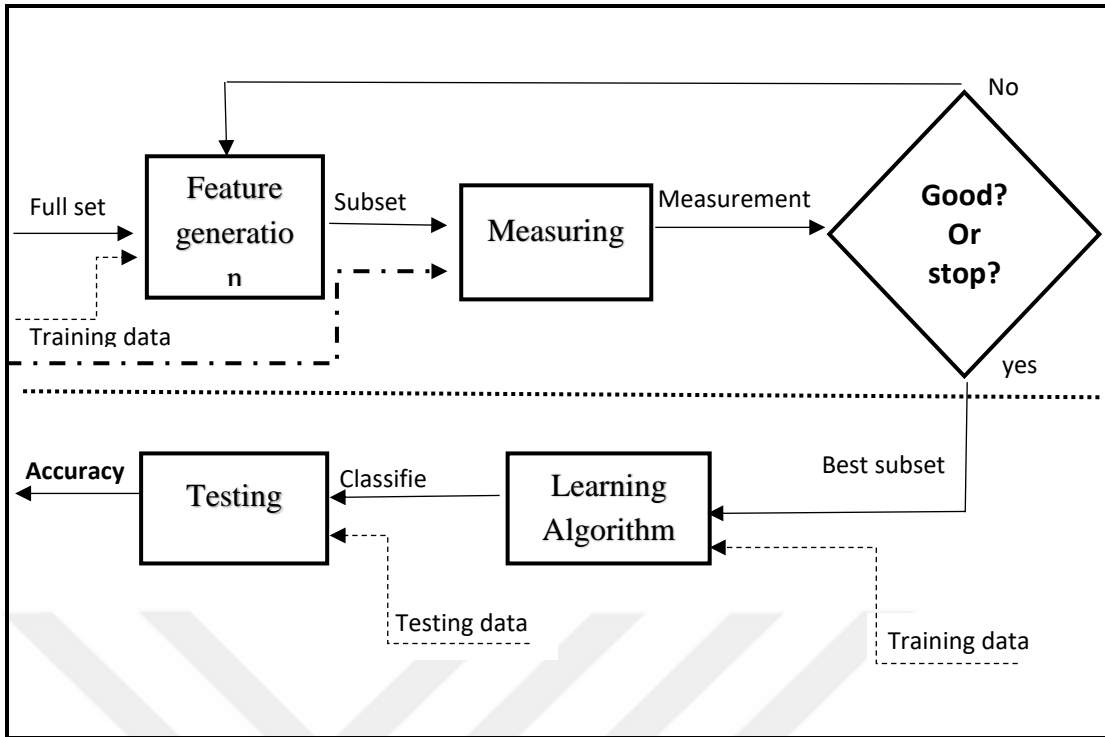 No
Full set
Feature
generatio
n
Subset
Measuring
Measurement
Good?
Or
stop?
Training data
yes
Accuracy
Testing
Classifie
Learning
Algorithm
Best subset
Testing data
Training data